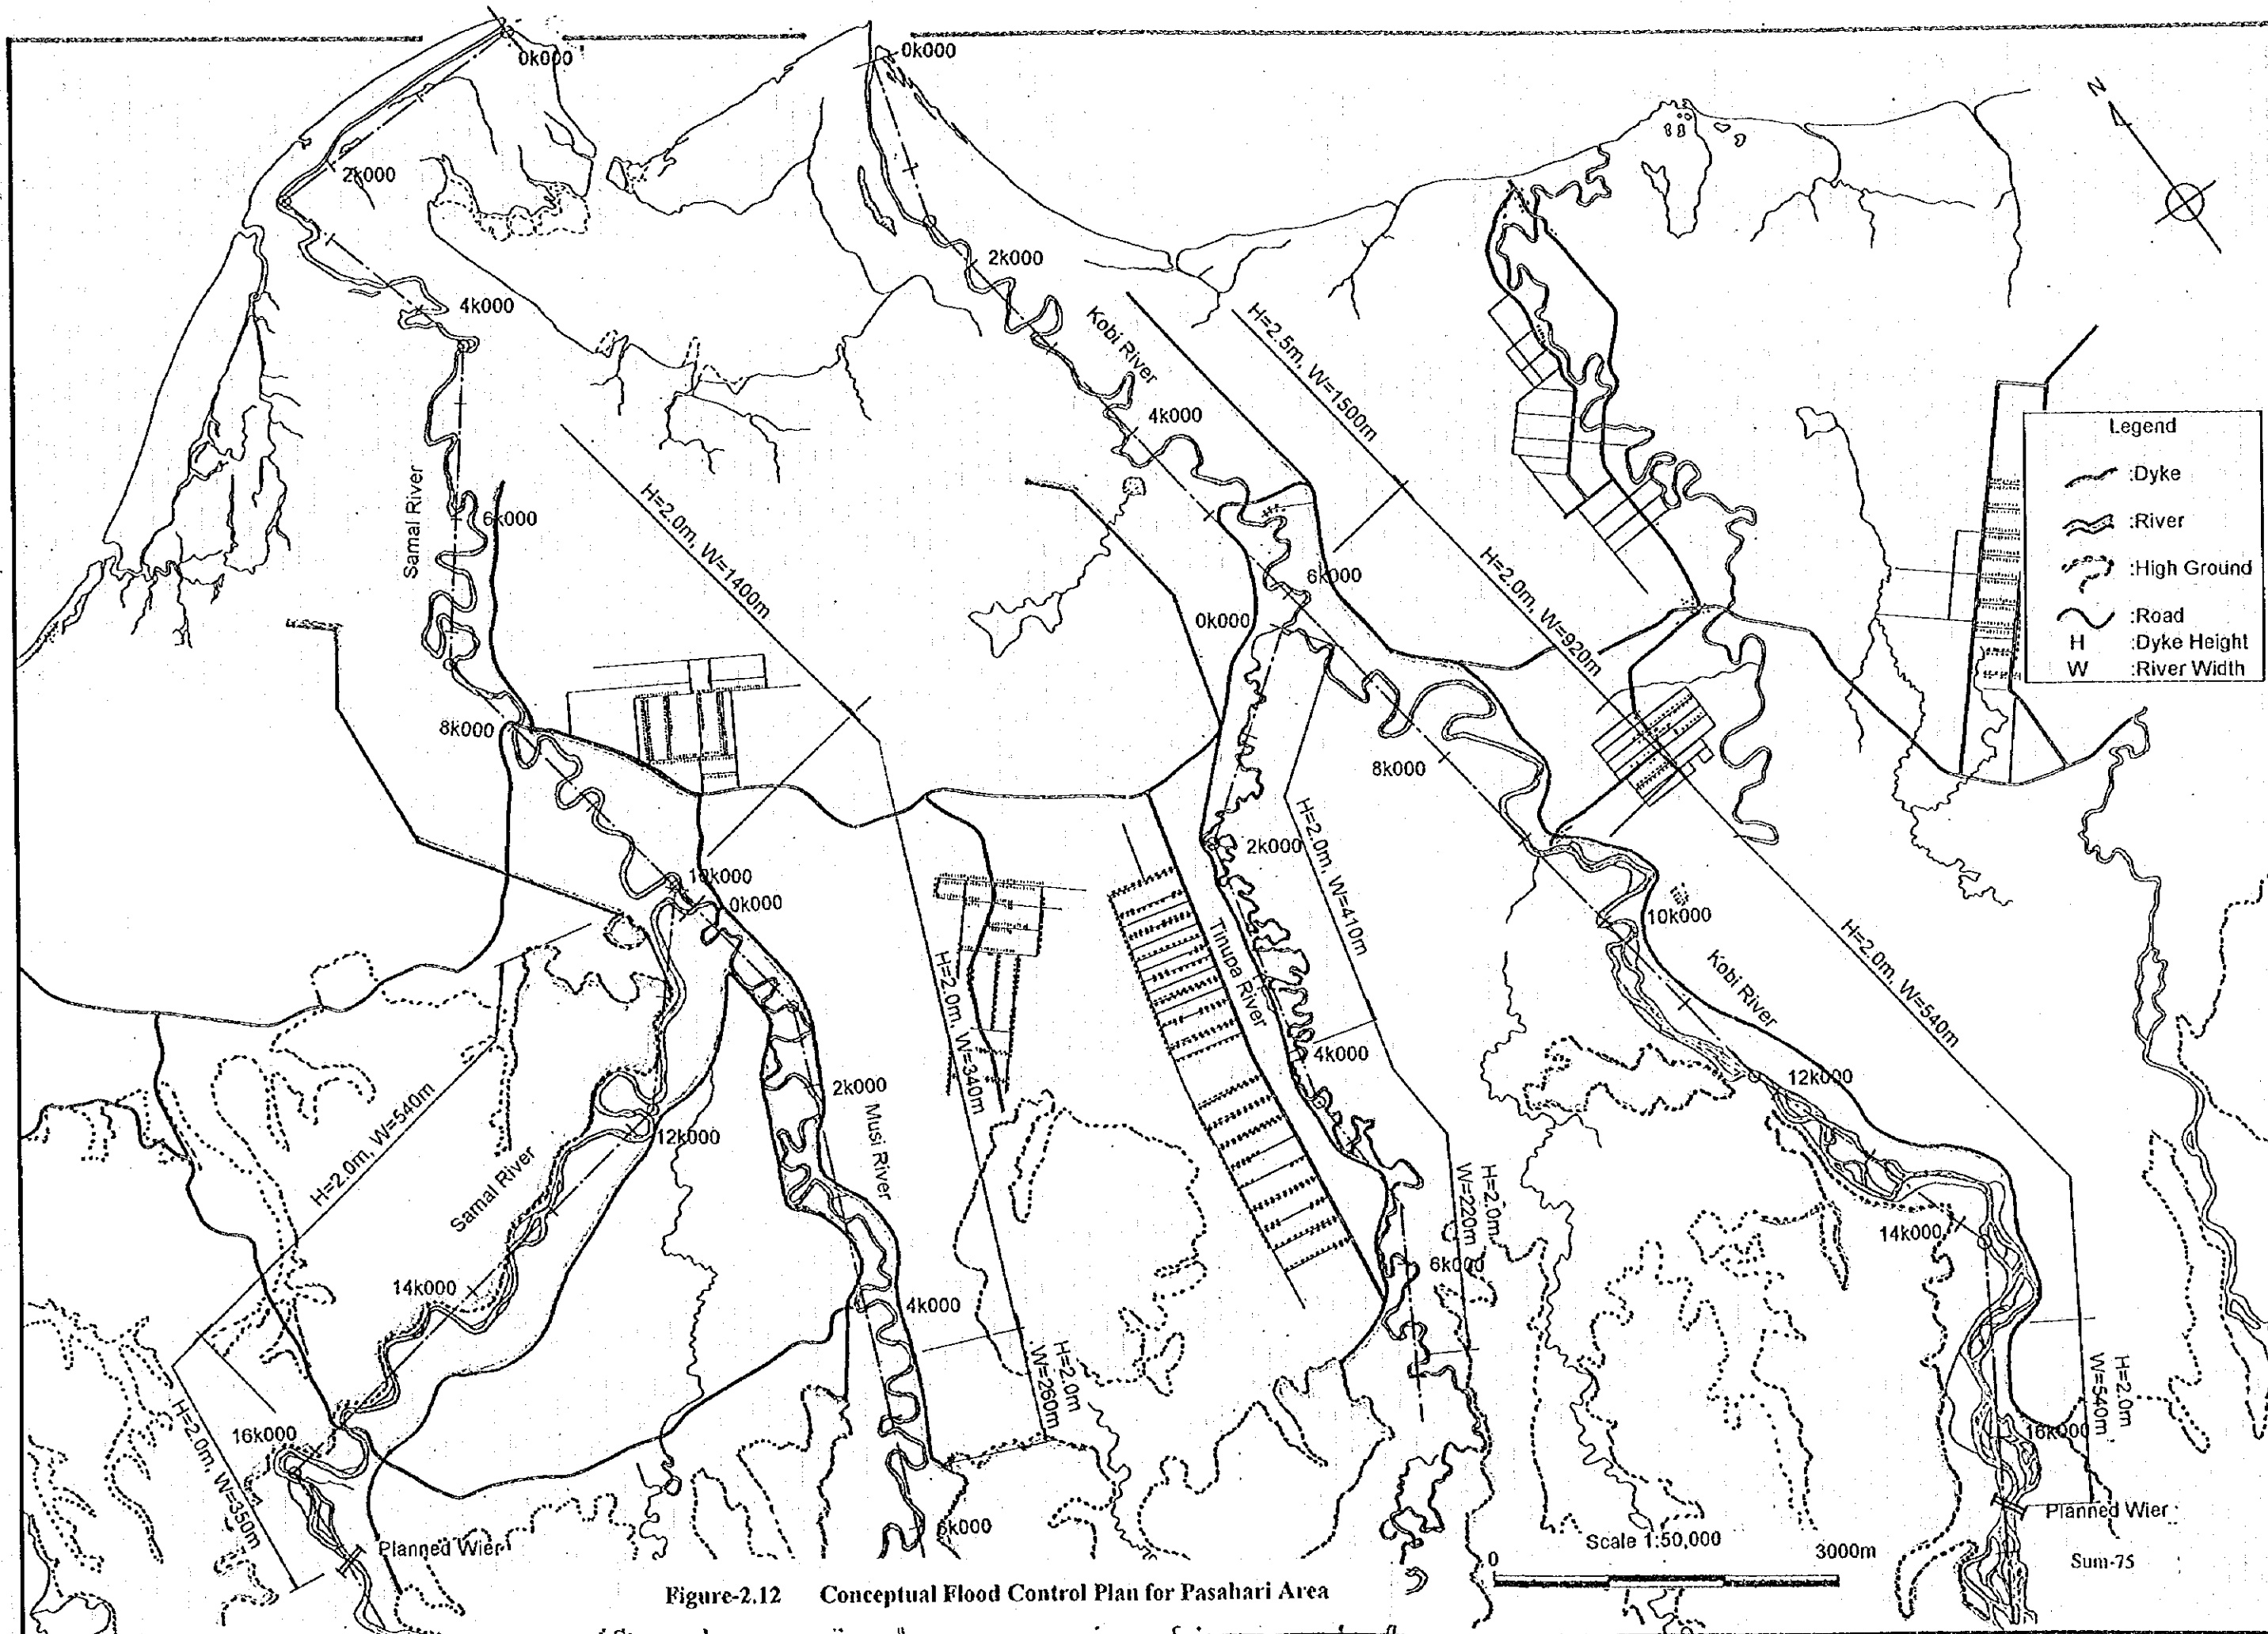 0k000
0k000
N
2k000
2k000
4k000
Kobi River
H=2.5m, W=1500m
4k000
Legend
:Dyke
:River
:High Ground
:Road
H :Dyke Height
W :River Width
Samal River
6k000
H=2.0m, W=1400m
6k000
0k000
H=2.0m, W=920m
8k000
8k000
2k000
H=2.0m, W=410m
10k000
0k000
10k000
Kobi River
H=2.0m, W=540m
Tinupa River
H=2.0m, W=340m
4k000
12k000
2k000
Musi River
12k000
H=2.0m, W=540m
Samal River
H=2.0m
W=220m
14k000
6k000
14k000
4k000
H=2.0m
W=260m
H=2.0m
W=540m
16k000
16k000
H=2.0m, W=350m
Planned Wier
6k000
Planned Wier
Scale 1:50,000
0
3000m
Sum-75
Figure-2.12 Conceptual Flood Control Plan for Pasahari Area